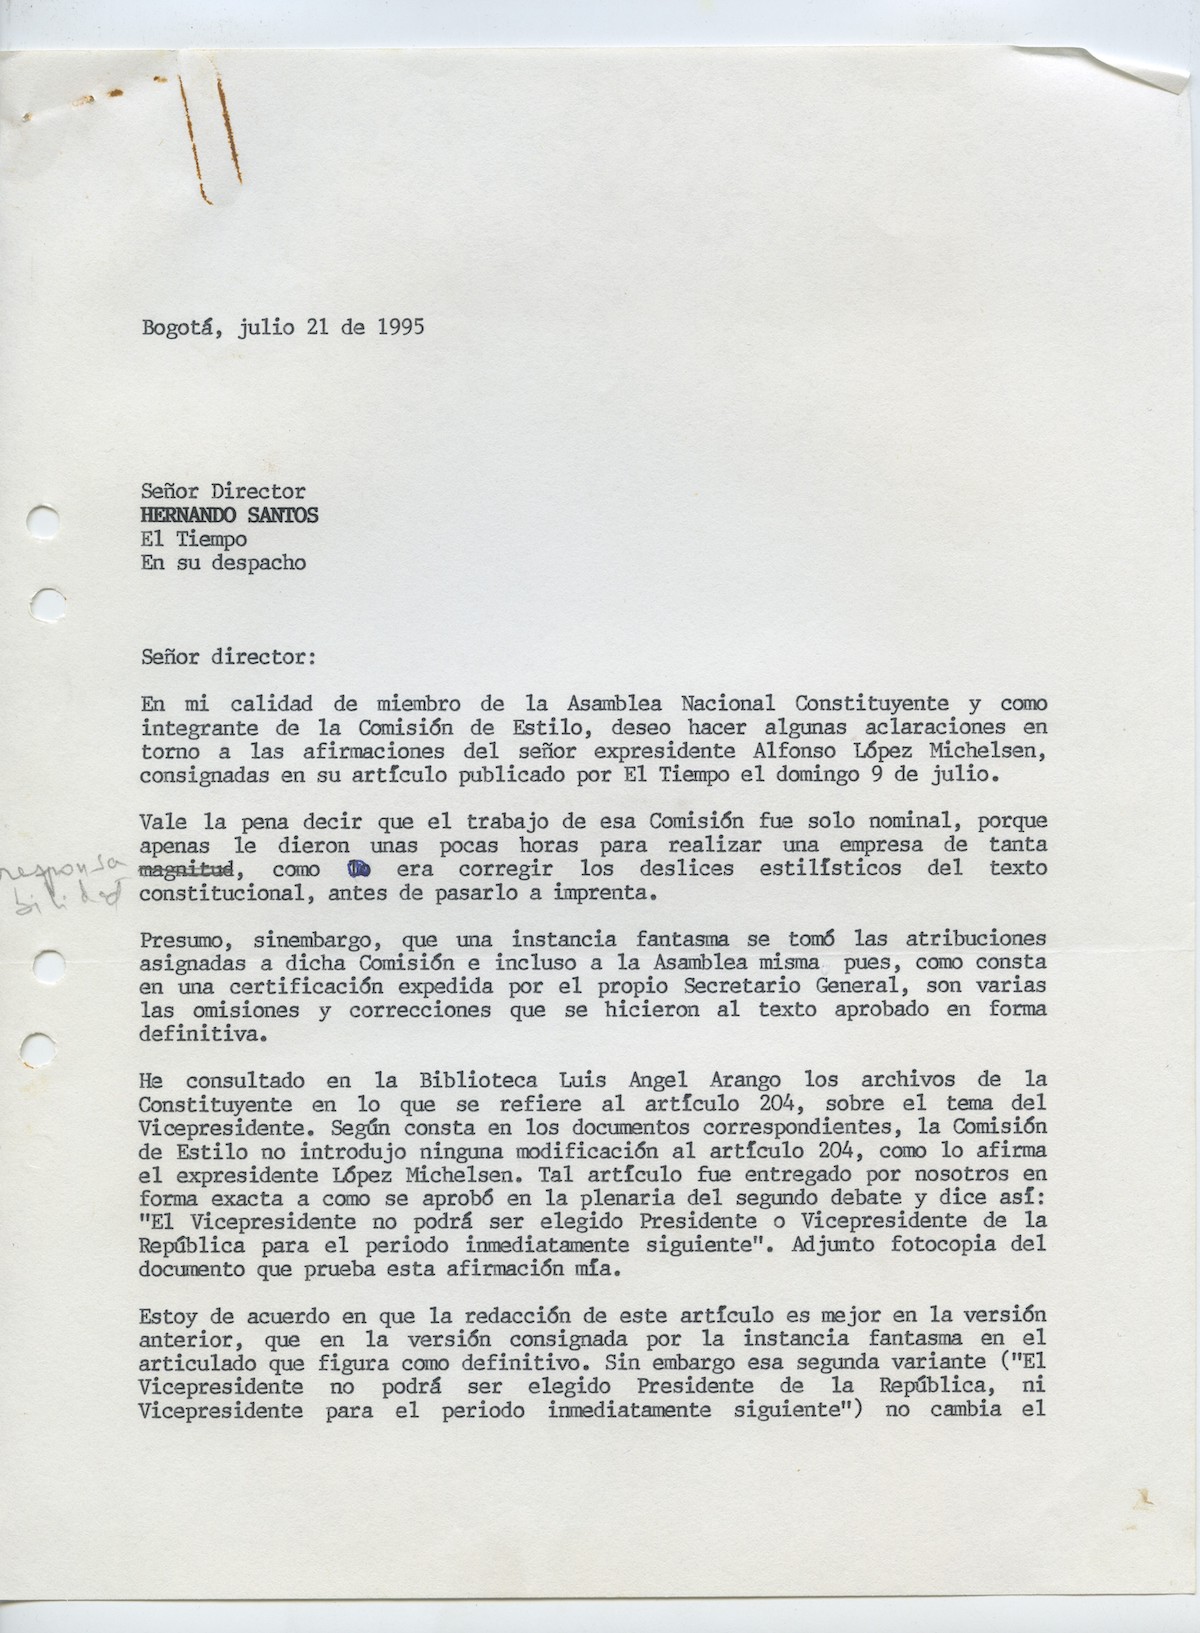 Bogotá, julio 21 de 1995
Señor Director
HERNANDO SANTOS
El Tiempo
En su despacho
Señor director:
En mi calidad de miembro de la Asamblea Nacional Constituyente y como
integrante de la Comisión de Estilo, deseo hacer algunas aclaraciones en
torno a las afirmaciones del señor expresidente Alfonso López Michelsen,
consignadas en su artículo publicado por El Tiempo el domingo 9 de julio.
Vale la pena decir que el trabajo de esa Comisión fue solo nominal, porque
apenas le dieron unas pocas horas para realizar una empresa de tanta
responsa
magnitud, como lo era corregir los deslices estilísticos del texto
bilidad
constitucional, antes de pasarlo a imprenta.
Presumo, sinembargo, que una instancia fantasma se tomó las atribuciones
asignadas a dicha Comisión e incluso a la Asamblea misma pues, como consta
en una certificación expedida por el propio Secretario General, son varias
las omisiones y correcciones que se hicieron al texto aprobado en forma
definitiva.
He consultado en la Biblioteca Luis Angel Arango los archivos de la
Constituyente en lo que se refiere al artículo 204, sobre el tema del
Vicepresidente. Según consta en los documentos correspondientes, la Comisión
de Estilo no introdujo ninguna modificación al artículo 204, como lo afirma
el expresidente López Michelsen. Tal artículo fue entregado por nosotros en
forma exacta a como se aprobó en la plenaria del segundo debate y dice así:
"El Vicepresidente no podrá ser elegido Presidente o Vicepresidente de la
República para el periodo inmediatamente siguiente". Adjunto fotocopia del
documento que prueba esta afirmación mía.
Estoy de acuerdo en que la redacción de este artículo es mejor en la versión
anterior, que en la versión consignada por la instancia fantasma en el
articulado que figura como definitivo. Sin embargo esa segunda variante ("El
Vicepresidente no podrá ser elegido Presidente de la República, ni
Vicepresidente para el periodo inmediatamente siguiente") no cambia el